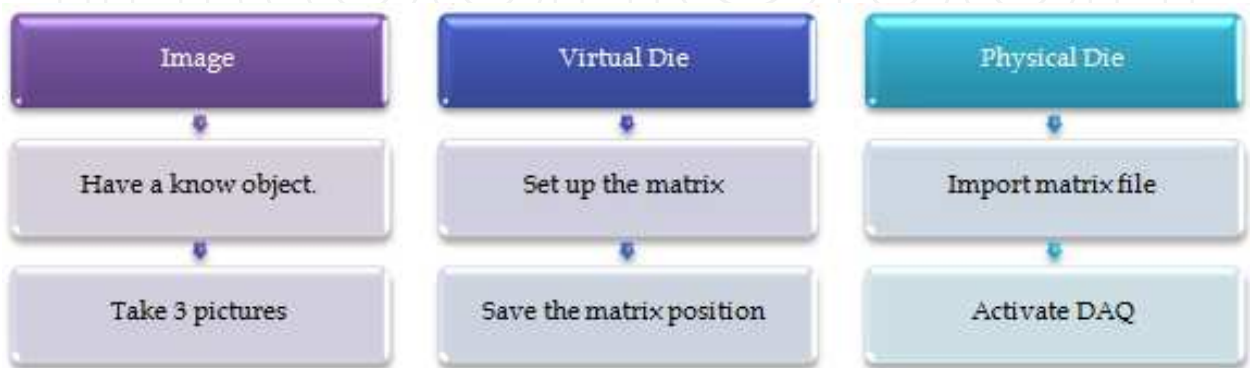 Image
Virtual Die
Physical Die
Have a know object.
Set up the matrix
Import matrix file
Take 3 pictures
Save the matrix position
Activate DAQ